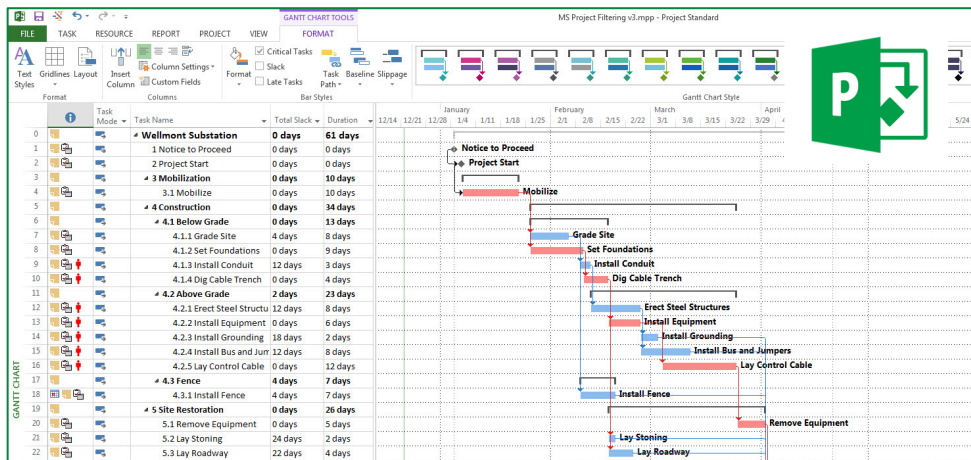 MS Project Filtering v3.mpp - Project Standard
GANTT CHART TOOLS
FILE TASK RESOURCE REPORT PROJECT VIEW FORMAT
Text Styles Gridlines Layout
Format
Insert Column
Column Settings
Custom Fields
Columns
Format
Critical Tasks
Slack
Late Tasks
Task Path Baseline Slippage
Bar Styles
Gantt Chart Style
P
Task Mode Task Name Total Slack Duration
January February March April
12/14 12/21 12/28 1/4 1/11 1/18 1/25 2/1 2/8 2/15 2/22 3/1 3/8 3/15 3/22 3/29 4/ 5/24
0 Wellmont Substation 0 days 61 days
1 1 Notice to Proceed 0 days 0 days Notice to Proceed
2 2 Project Start 0 days 0 days Project Start
3 3 Mobilization 0 days 10 days
4 3.1 Mobilize 0 days 10 days Mobilize
5 4 Construction 0 days 34 days
6 4.1 Below Grade 0 days 13 days
7 4.1.1 Grade Site 4 days 8 days Grade Site
8 4.1.2 Set Foundations 0 days 9 days Set Foundations
9 4.1.3 Install Conduit 12 days 3 days Install Conduit
10 4.1.4 Dig Cable Trench 0 days 4 days Dig Cable Trench
11 4.2 Above Grade 2 days 23 days
12 4.2.1 Erect Steel Structu 12 days 8 days Erect Steel Structures
13 4.2.2 Install Equipment 0 days 6 days Install Equipment
14 4.2.3 Install Grounding 18 days 2 days Install Grounding
15 4.2.4 Install Bus and Jum 12 days 8 days Install Bus and Jumpers
16 4.2.5 Lay Control Cable 0 days 12 days Lay Control Cable
17 4.3 Fence 4 days 7 days
18 4.3.1 Install Fence 4 days 7 days Install Fence
19 5 Site Restoration 0 days 26 days
20 5.1 Remove Equipment 0 days 5 days Remove Equipment
21 5.2 Lay Stoning 24 days 2 days Lay Stoning
22 5.3 Lay Roadway 22 days 4 days Lay Roadway
GANTT CHART